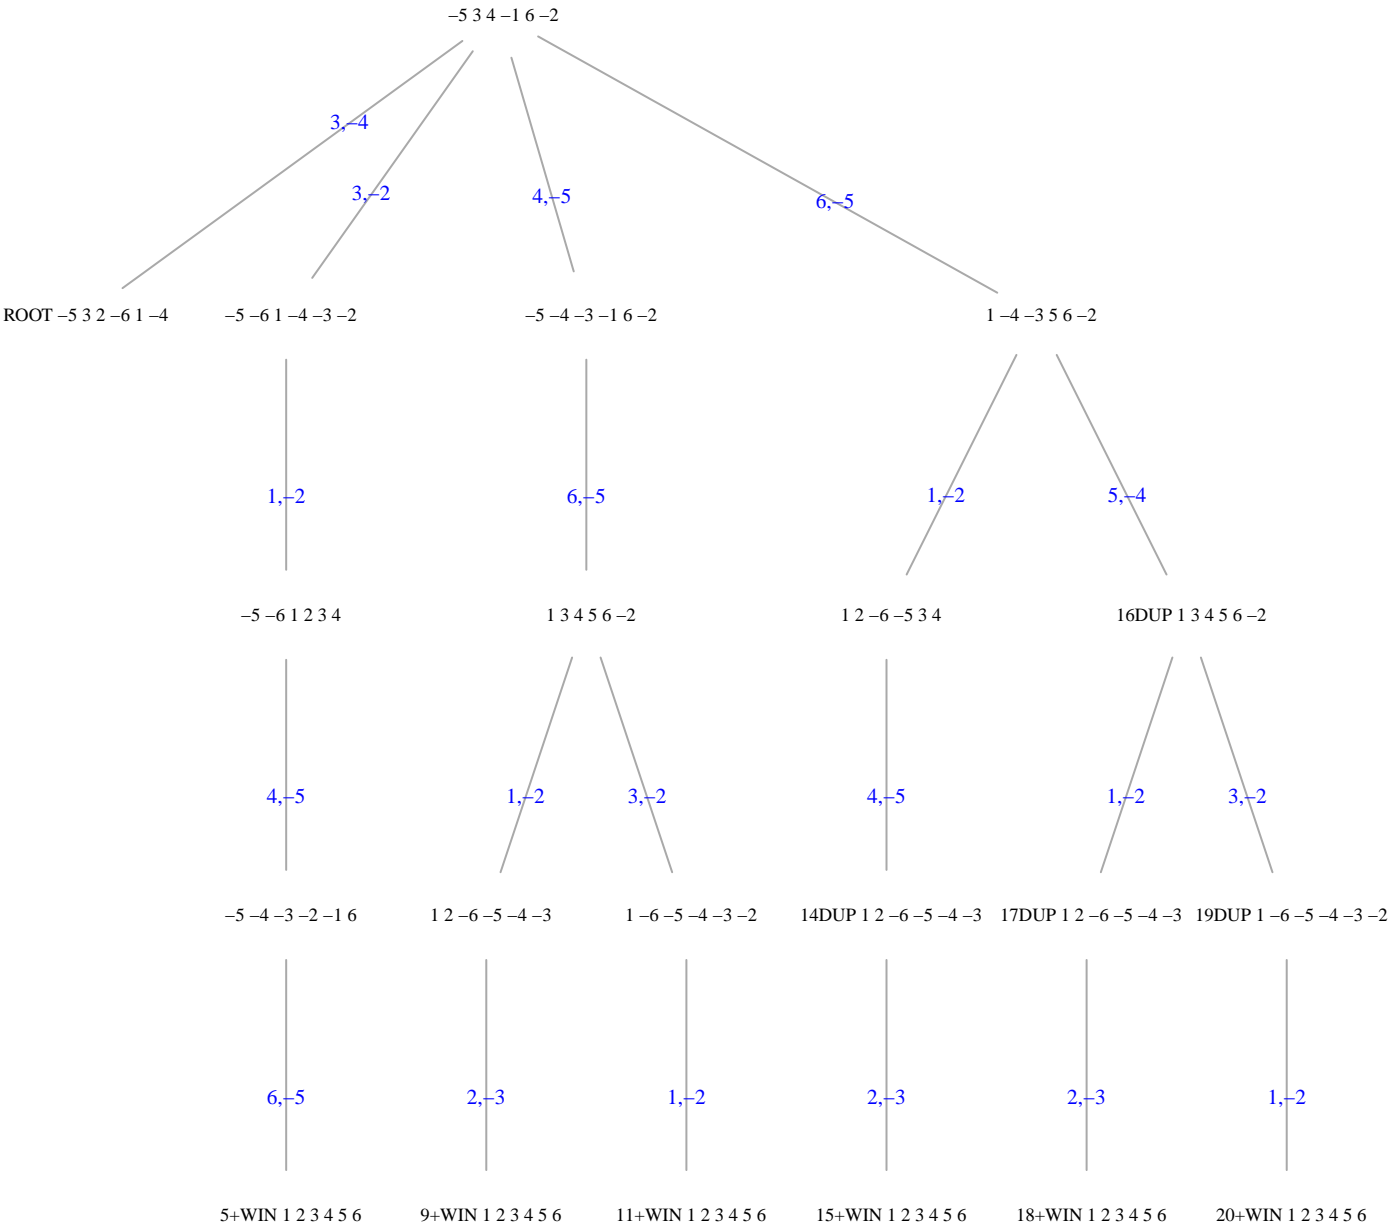 –5 3 4 –1 6 –2
3,–4
3,–2
4,–5
6,–5
ROOT –5 3 2 –6 1 –4
–5 –6 1 –4 –3 –2
–5 –4 –3 –1 6 –2
1 –4 –3 5 6 –2
1,–2
6,–5
1,–2
5,–4
–5 –6 1 2 3 4
1 3 4 5 6 –2
1 2 –6 –5 3 4
16DUP 1 3 4 5 6 –2
4,–5
1,–2
3,–2
4,–5
1,–2
3,–2
–5 –4 –3 –2 –1 6
1 2 –6 –5 –4 –3
1 –6 –5 –4 –3 –2
14DUP 1 2 –6 –5 –4 –3
17DUP 1 2 –6 –5 –4 –3
19DUP 1 –6 –5 –4 –3 –2
6,–5
2,–3
1,–2
2,–3
2,–3
1,–2
5+WIN 1 2 3 4 5 6
9+WIN 1 2 3 4 5 6
11+WIN 1 2 3 4 5 6
15+WIN 1 2 3 4 5 6
18+WIN 1 2 3 4 5 6
20+WIN 1 2 3 4 5 6